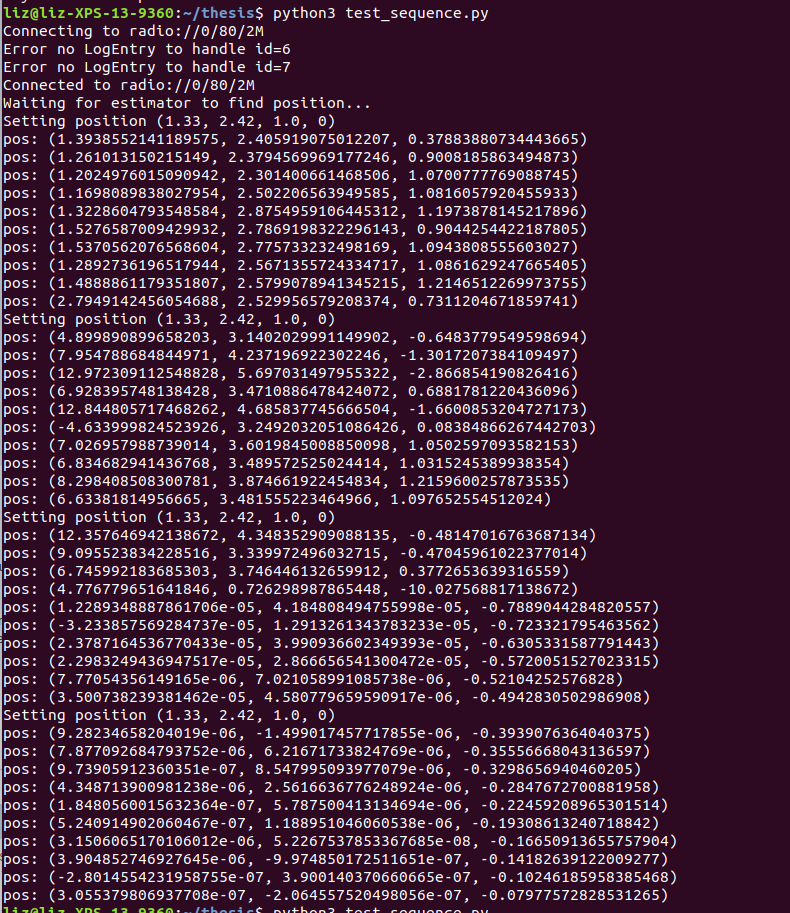 liz@liz-XPS-13-9360:~/thesis$ python3 test_sequence.py
Connecting to radio://0/80/2M
Error no LogEntry to handle id=6
Error no LogEntry to handle id=7
Connected to radio://0/80/2M
Waiting for estimator to find position...
Setting position (1.33, 2.42, 1.0, 0)
pos: (1.3938552141189575, 2.405919075012207, 0.37883880734443665)
pos: (1.261013150215149, 2.3794569969177246, 0.9008185863494873)
pos: (1.2024976015090942, 2.301400661468506, 1.0700777769088745)
pos: (1.1698089838027954, 2.502206563949585, 1.0816057920455933)
pos: (1.3228604793548584, 2.8754959106445312, 1.1973878145217896)
pos: (1.5276587009429932, 2.7869198322296143, 0.9044254422187805)
pos: (1.5370562076568604, 2.775733232498169, 1.0943808555603027)
pos: (1.2892736196517944, 2.5671355724334717, 1.0861629247665405)
pos: (1.4888861179351807, 2.5799078941345215, 1.2146512269973755)
pos: (2.7949142456054688, 2.529956579208374, 0.7311204671859741)
Setting position (1.33, 2.42, 1.0, 0)
pos: (4.899890899658203, 3.1402029991149902, -0.6483779549598694)
pos: (7.954788684844971, 4.237196922302246, -1.3017207384109497)
pos: (12.972309112548828, 5.697031497955322, -2.866854190826416)
pos: (6.928395748138428, 3.4710886478424072, 0.6881781220436096)
pos: (12.844805717468262, 4.685837745666504, -1.6600853204727173)
pos: (-4.633999824523926, 3.2492032051086426, 0.08384866267442703)
pos: (7.026957988739014, 3.6019845008850098, 1.0502597093582153)
pos: (6.834682941436768, 3.489572525024414, 1.0315245389938354)
pos: (8.298408508300781, 3.874661922454834, 1.2159600257873535)
pos: (6.63381814956665, 3.481555223464966, 1.097652554512024)
Setting position (1.33, 2.42, 1.0, 0)
pos: (12.357646942138672, 4.348352909088135, -0.48147016763687134)
pos: (9.095523834228516, 3.339972496032715, -0.47045961022377014)
pos: (6.745992183685303, 3.746446132659912, 0.3772653639316559)
pos: (4.776779651641846, 0.726298987865448, -10.027568817138672)
pos: (1.2289348887861706e-05, 4.184808494755998e-05, -0.7889044284820557)
pos: (-3.233857569284737e-05, 1.2913261343783233e-05, -0.723321795463562)
pos: (2.3787164536770433e-05, 3.990936602349393e-05, -0.6305331587791443)
pos: (2.2983249436947517e-05, 2.866656541300472e-05, -0.5720051527023315)
pos: (7.77054356149165e-06, 7.021058991085738e-06, -0.52104252576828)
pos: (3.500738239381462e-05, 4.580779659590917e-06, -0.4942830502986908)
Setting position (1.33, 2.42, 1.0, 0)
pos: (9.28234658204019e-06, -1.499017457717855e-06, -0.3939076364040375)
pos: (7.877092684793752e-06, 6.21671733824769e-06, -0.35556668043136597)
pos: (9.73905912360351e-07, 8.547995093977079e-06, -0.3298656940460205)
pos: (4.348713900981238e-06, 2.5616636776248924e-06, -0.2847672700881958)
pos: (1.8480560015632364e-07, 5.787500413134694e-06, -0.22459208965301514)
pos: (5.240914902060467e-07, 1.188951046060538e-06, -0.19308613240718842)
pos: (3.1506065170106012e-06, 5.2267537853367685e-08, -0.16650913655757904)
pos: (3.904852746927645e-06, -9.974850172511651e-07, -0.14182639122009277)
pos: (-2.8014554231958755e-07, 3.900140370660665e-07, -0.10246185958385468)
pos: (3.055379806937708e-07, -2.064557520498056e-07, -0.07977572828531265)
liz@liz-XPS-13-9360:~/thesis$ python3 test_sequence.py